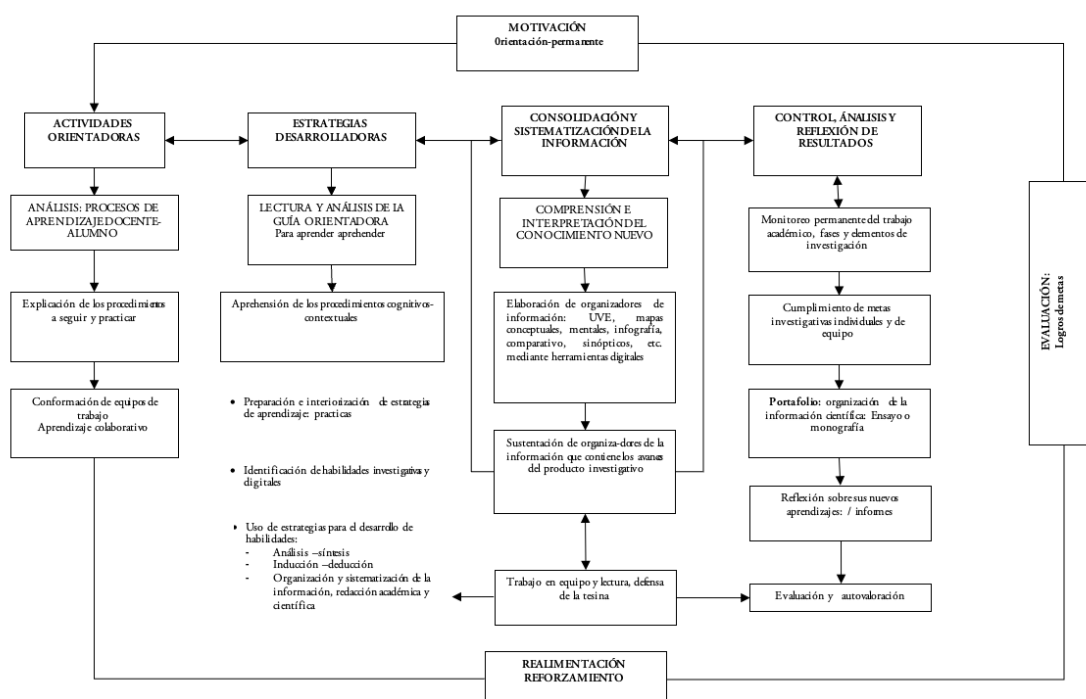 MOTIVACIÓN
Orientación-permanente
ACTIVIDADES
ORIENTADORAS
ANÁLISIS: PROCESOS DE
APRENDIZAJE DOCENTE-
ALUMNO
Explicación de los procedimientos
a seguir y practicar
Conformación de equipos de
trabajo
Aprendizaje colaborativo
ESTRATEGIAS
DESARROLLADORAS
LECTURA Y ANÁLISIS DE LA
GUÍA ORIENTADORA
Para aprender aprehender
Aprehensión de los procedimientos cognitivos-
contextuales
• Preparación e interiorización de estrategias
de aprendizaje: practicas
• Identificación de habilidades investigativas y
digitales
• Uso de estrategias para el desarrollo de
habilidades:
- Análisis –síntesis
- Inducción –deducción
- Organización y sistematización de la
información, redacción académica y
científica
CONSOLIDACIÓN Y
SISTEMATIZACIÓN DE LA
INFORMACIÓN
COMPRENSIÓN E
INTERPRETACIÓN DEL
CONOCIMIENTO NUEVO
Elaboración de organizadores de
información: UVE, mapas
conceptuales, mentales, infografía,
comparativo, sinópticos, etc.
mediante herramientas digitales
Sustentación de organiza-dores de la
información que contiene los avances
del producto investigativo
Trabajo en equipo y lectura, defensa
de la tesina
CONTROL, ÁNALISIS Y
REFLEXIÓN DE
RESULTADOS
Monitoreo permanente del trabajo
académico, fases y elementos de
investigación
Cumplimiento de metas
investigativas individuales y de
equipo
Portafolio: organización de la
información científica: Ensayo o
monografía
Reflexión sobre sus nuevos
aprendizajes: / informes
Evaluación y autovaloración
EVALUACIÓN:
Logros de metas
REALIMENTACIÓN
REFORZAMIENTO